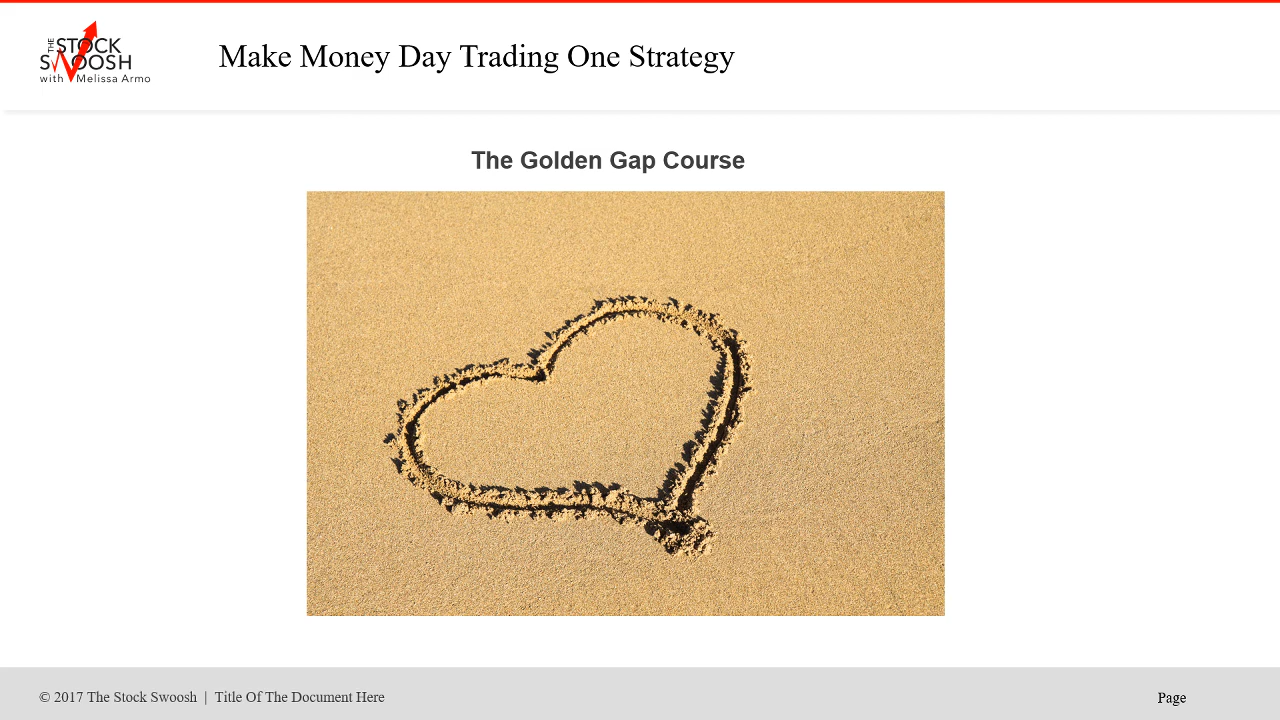 THE STOCK
SWOOSH
with Melissa Armo
Make Money Day Trading One Strategy
The Golden Gap Course
© 2017 The Stock Swoosh | Title Of The Document Here
Page